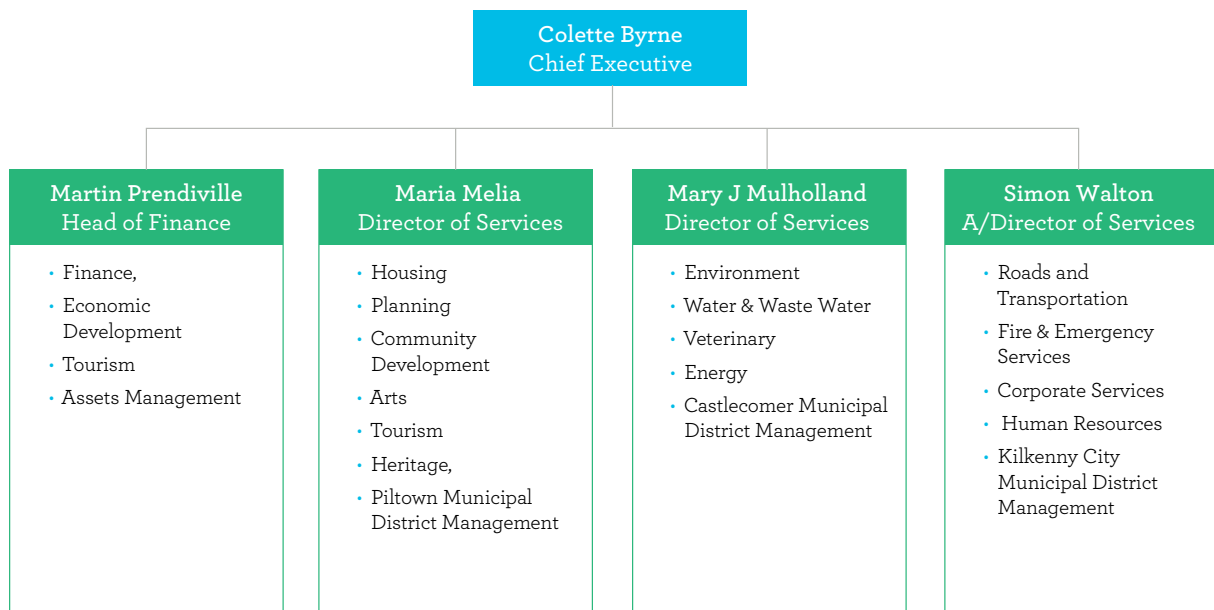 Colette Byrne
Chief Executive
Martin Prendiville
Head of Finance
• Finance,
• Economic
Development
• Tourism
• Assets Management
Maria Melia
Director of Services
• Housing
• Planning
• Community
Development
• Arts
• Tourism
• Heritage,
• Piltown Municipal
District Management
Mary J Mulholland
Director of Services
• Environment
• Water & Waste Water
• Veterinary
• Energy
• Castlecomer Municipal
District Management
Simon Walton
A/Director of Services
• Roads and
Transportation
• Fire & Emergency
Services
• Corporate Services
• Human Resources
• Kilkenny City
Municipal District
Management